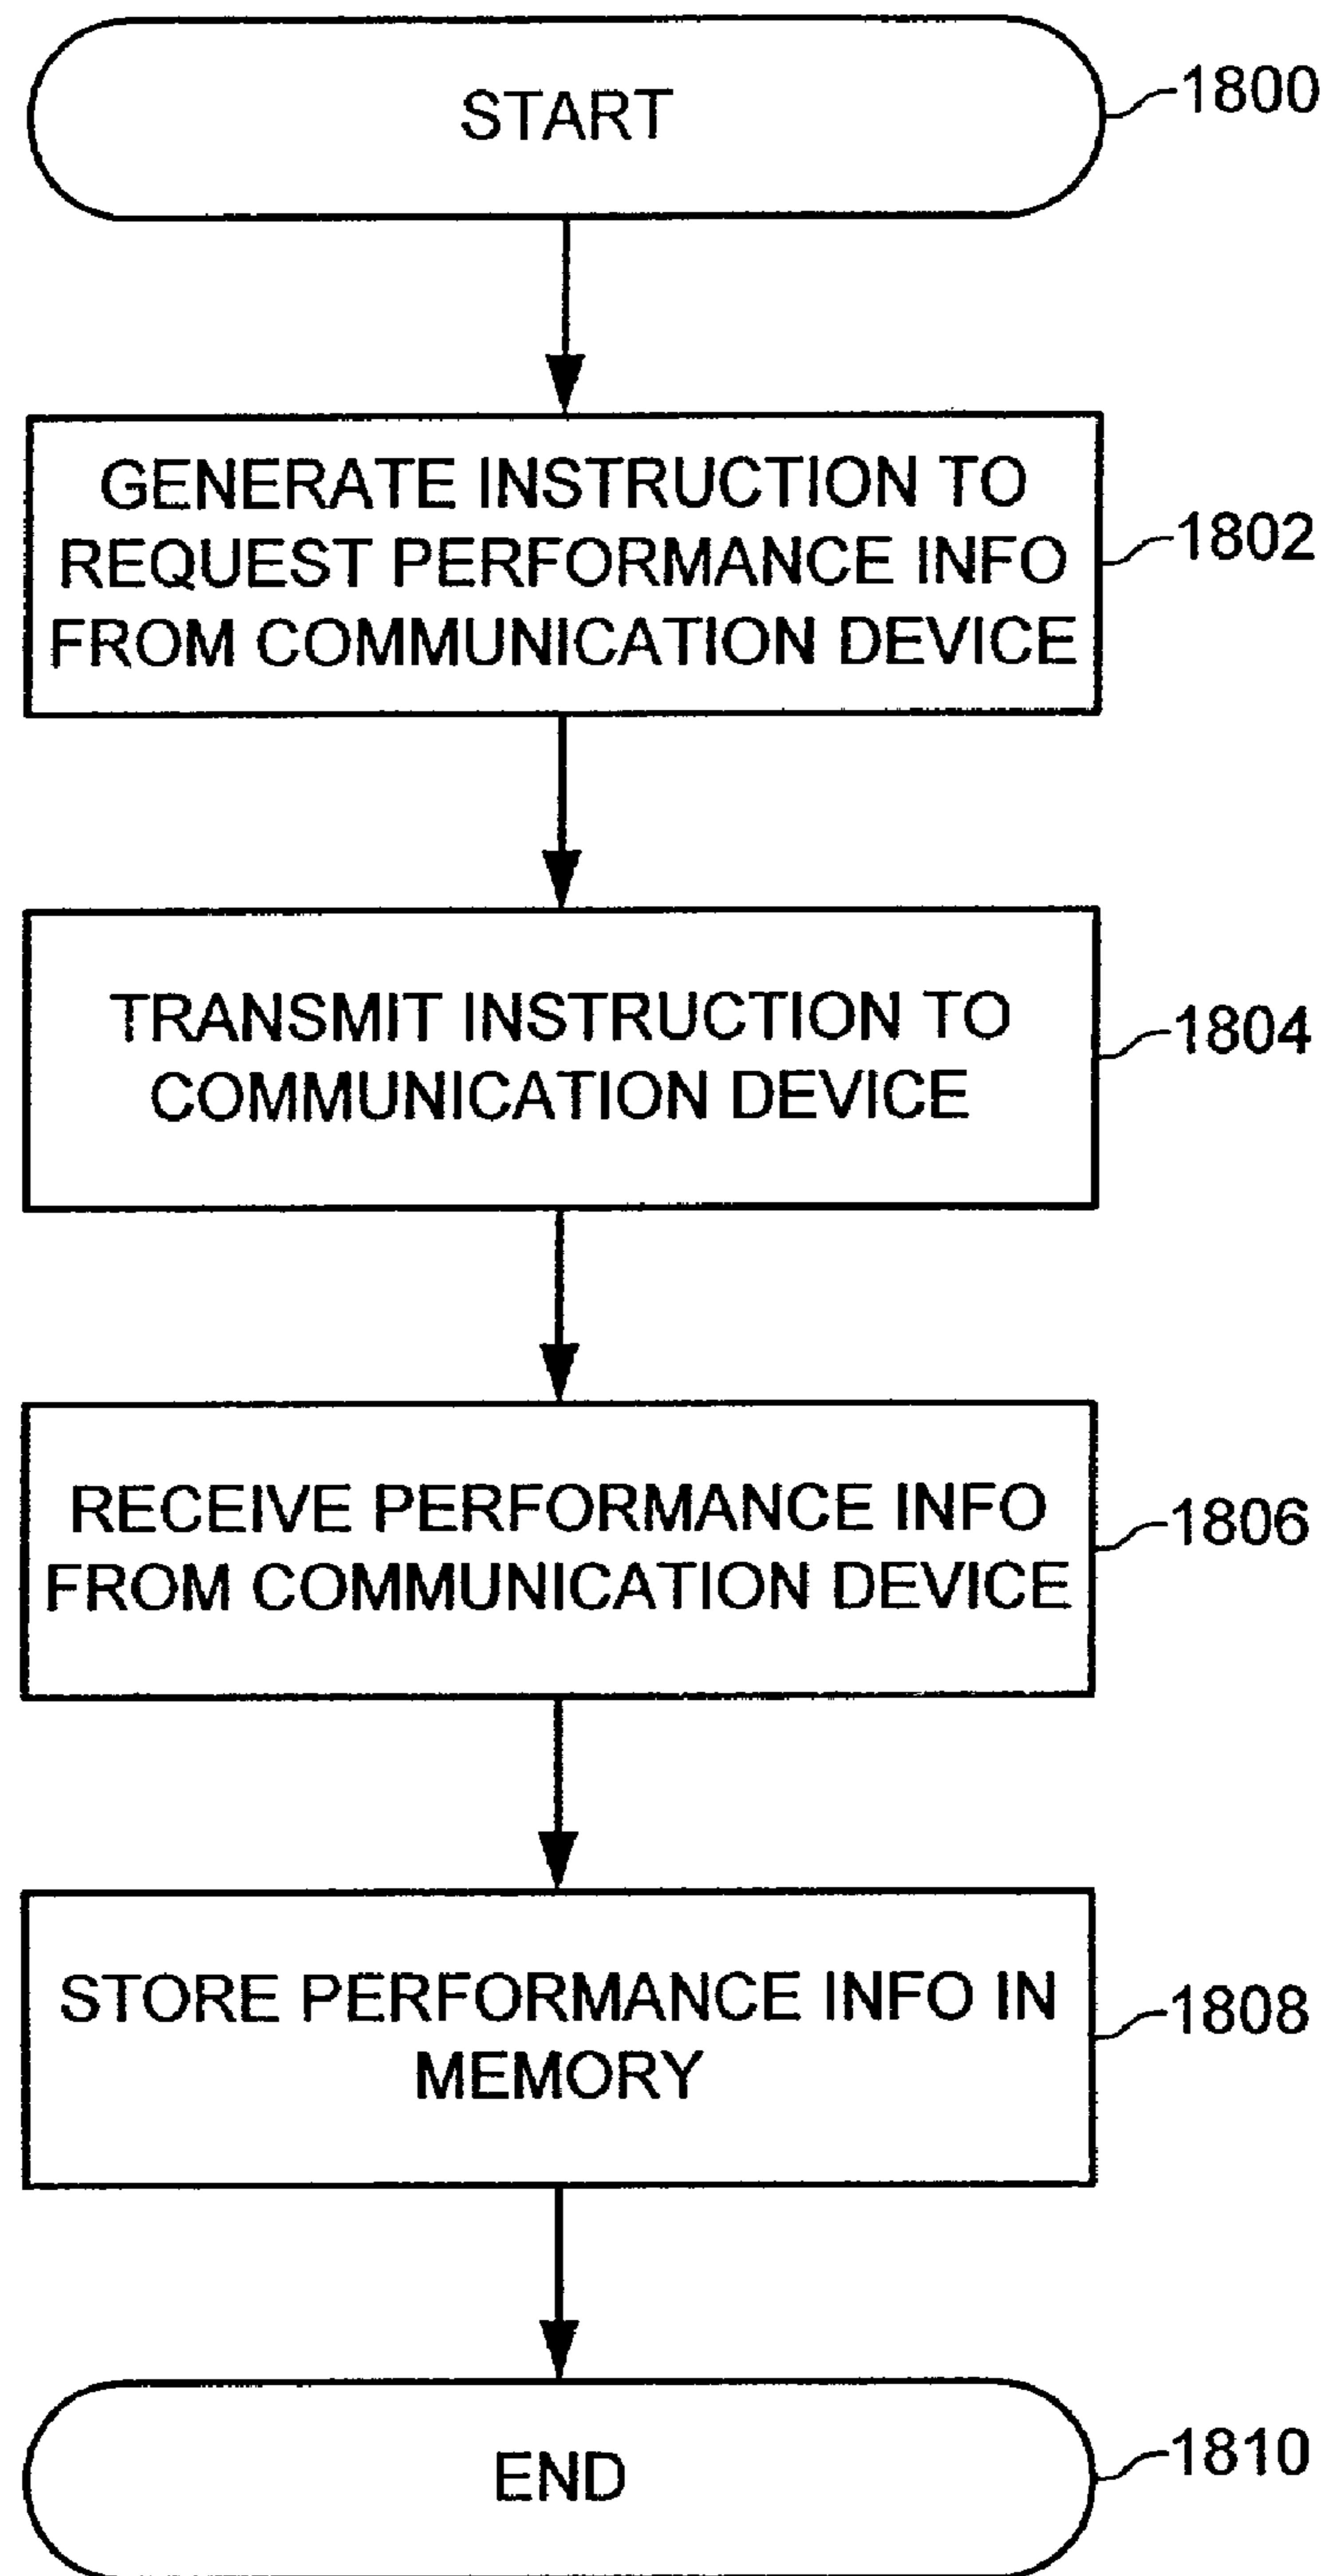 START
1800
GENERATE INSTRUCTION TO
REQUEST PERFORMANCE INFO
FROM COMMUNICATION DEVICE
1802
TRANSMIT INSTRUCTION TO
COMMUNICATION DEVICE
1804
RECEIVE PERFORMANCE INFO
FROM COMMUNICATION DEVICE
1806
STORE PERFORMANCE INFO IN
MEMORY
1808
END
1810